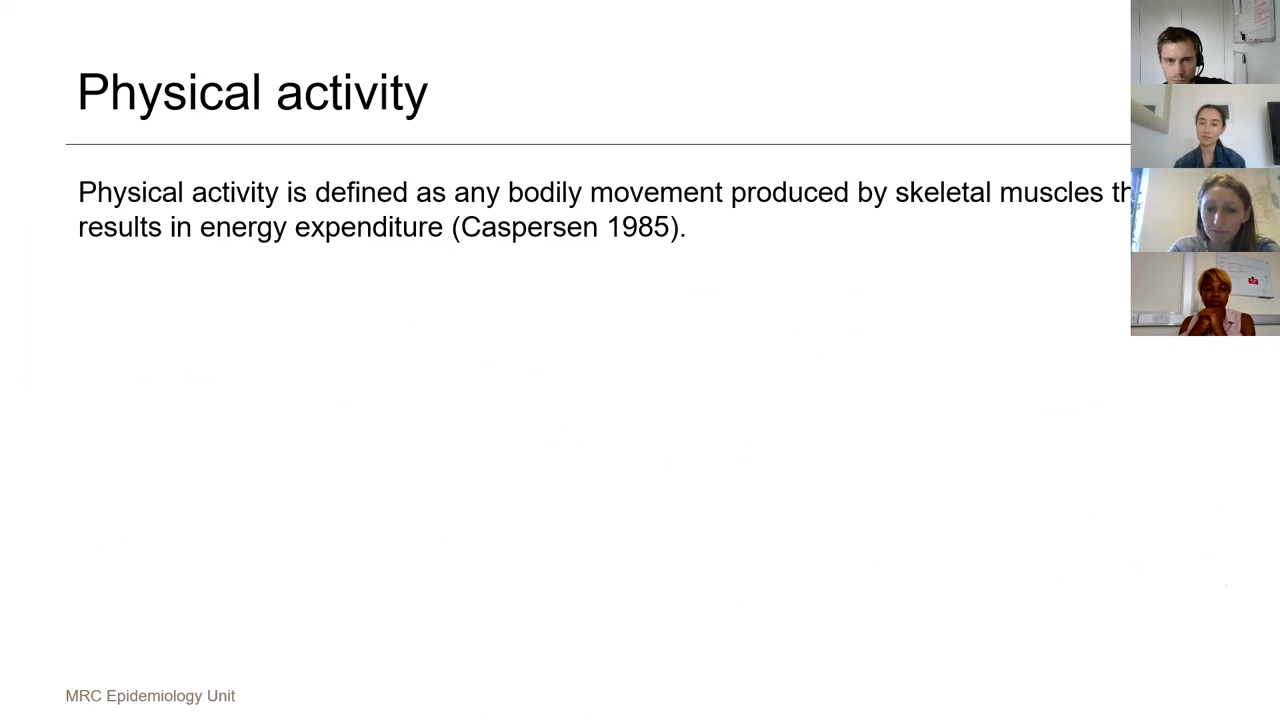 Physical activity
Physical activity is defined as any bodily movement produced by skeletal muscles
results in energy expenditure (Caspersen 1985).
MRC Epidemiology Unit